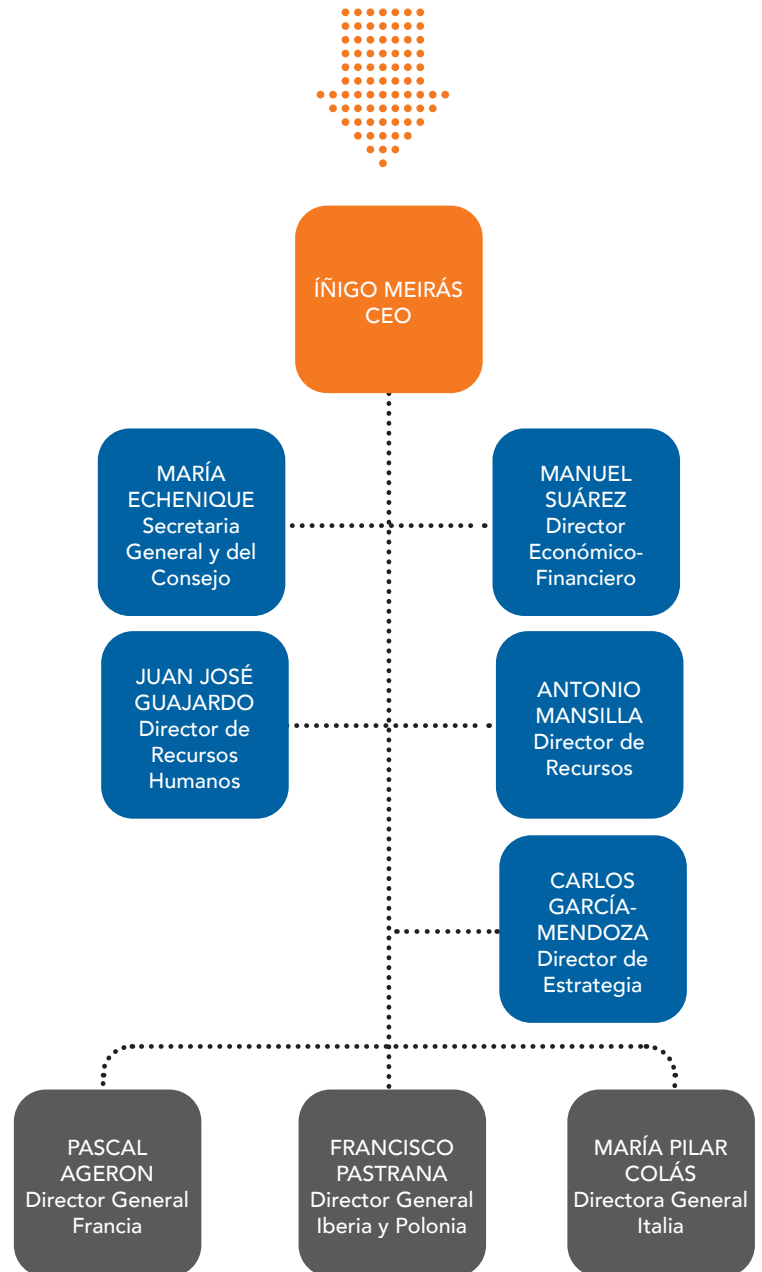 ÍÑIGO MEIRÁS
CEO
MARÍA
ECHENIQUE
Secretaria
General y del
Consejo
MANUEL
SUÁREZ
Director
Económico-
Financiero
JUAN JOSÉ
GUAJARDO
Director de
Recursos
Humanos
ANTONIO
MANSILLA
Director de
Recursos
CARLOS
GARCÍA-
MENDOZA
Director de
Estrategia
PASCAL
AGERON
Director General
Francia
FRANCISCO
PASTRANA
Director General
Iberia y Polonia
MARÍA PILAR
COLÁS
Directora General
Italia